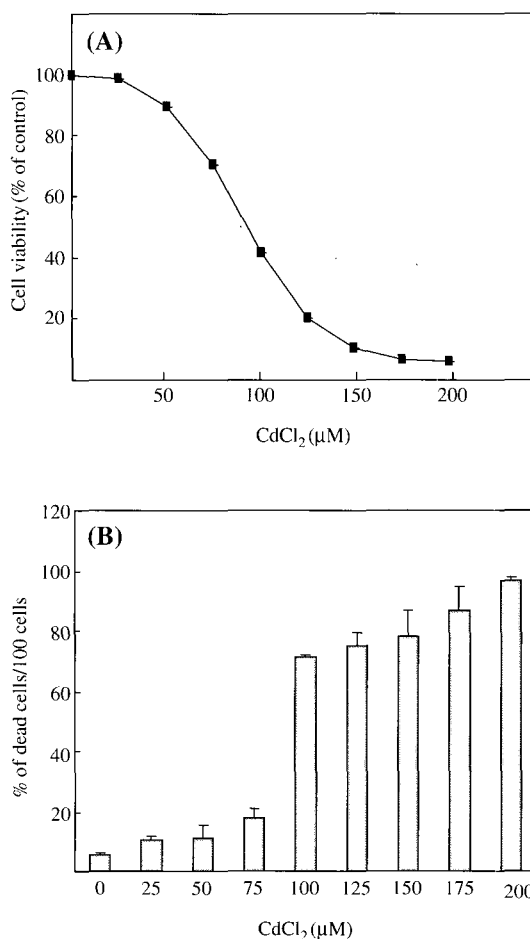 (A)
Cell viability (% of control)
100
80
60
40
20
50 100 150 200
CdCl₂ (µM)
(B)
% of dead cells/100 cells
120
100
80
60
40
20
0 25 50 75 100 125 150 175 200
CdCl₂ (µM)